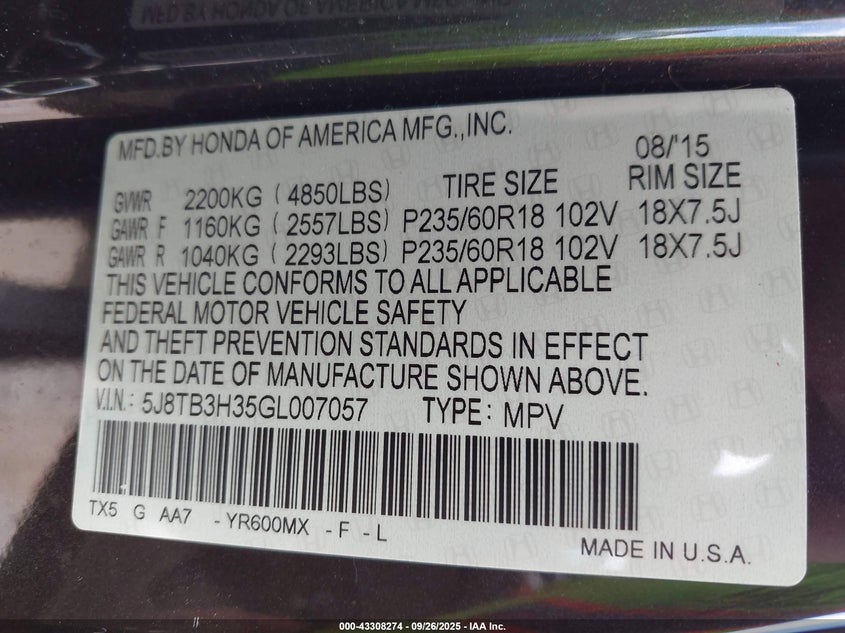 MFD.BY HONDA OF AMERICA MFG.,INC.
08/'15
GVWR 2200KG (4850LBS) TIRE SIZE RIM SIZE
GAWR F 1160KG (2557LBS) P235/60R18 102V 18X7.5J
GAWR R 1040KG (2293LBS) P235/60R18 102V 18X7.5J
THIS VEHICLE CONFORMS TO ALL APPLICABLE
FEDERAL MOTOR VEHICLE SAFETY
AND THEFT PREVENTION STANDARDS IN EFFECT
ON THE DATE OF MANUFACTURE SHOWN ABOVE.
V.I.N.: 5J8TB3H35GL007057 TYPE: MPV
TX5 G AA7 -YR600MX -F-L
MADE IN U.S.A.
000-43308274 - 09/26/2025 - IAA Inc.